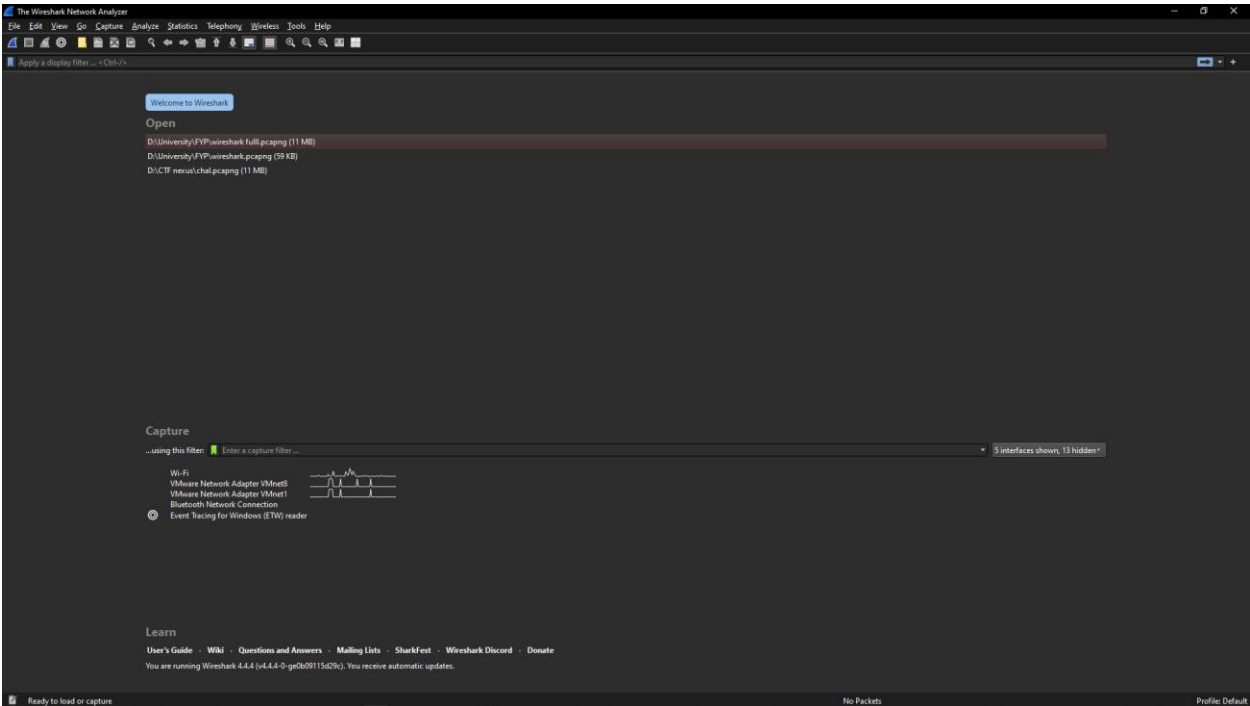 The Wireshark Network Analyzer
File Edit View Go Capture Analyze Statistics Telephony Wireless Tools Help
Apply a display filter ... <Ctrl-/>
Welcome to Wireshark
Open
D:\University\FYP\wireshark fulll.pcapng (11 MB)
D:\University\FYP\wireshark.pcapng (59 KB)
D:\CTF nexus\chal.pcapng (11 MB)
Capture
...using this filter: Enter a capture filter ... 5 interfaces shown, 13 hidden
Wi-Fi
VMware Network Adapter VMnet8
VMware Network Adapter VMnet1
Bluetooth Network Connection
Event Tracing for Windows (ETW) reader
Learn
User's Guide · Wiki · Questions and Answers · Mailing Lists · SharkFest · Wireshark Discord · Donate
You are running Wireshark 4.4.4 (v4.4.4-0-ge0b09115d29c). You receive automatic updates.
Ready to load or capture No Packets Profile: Default